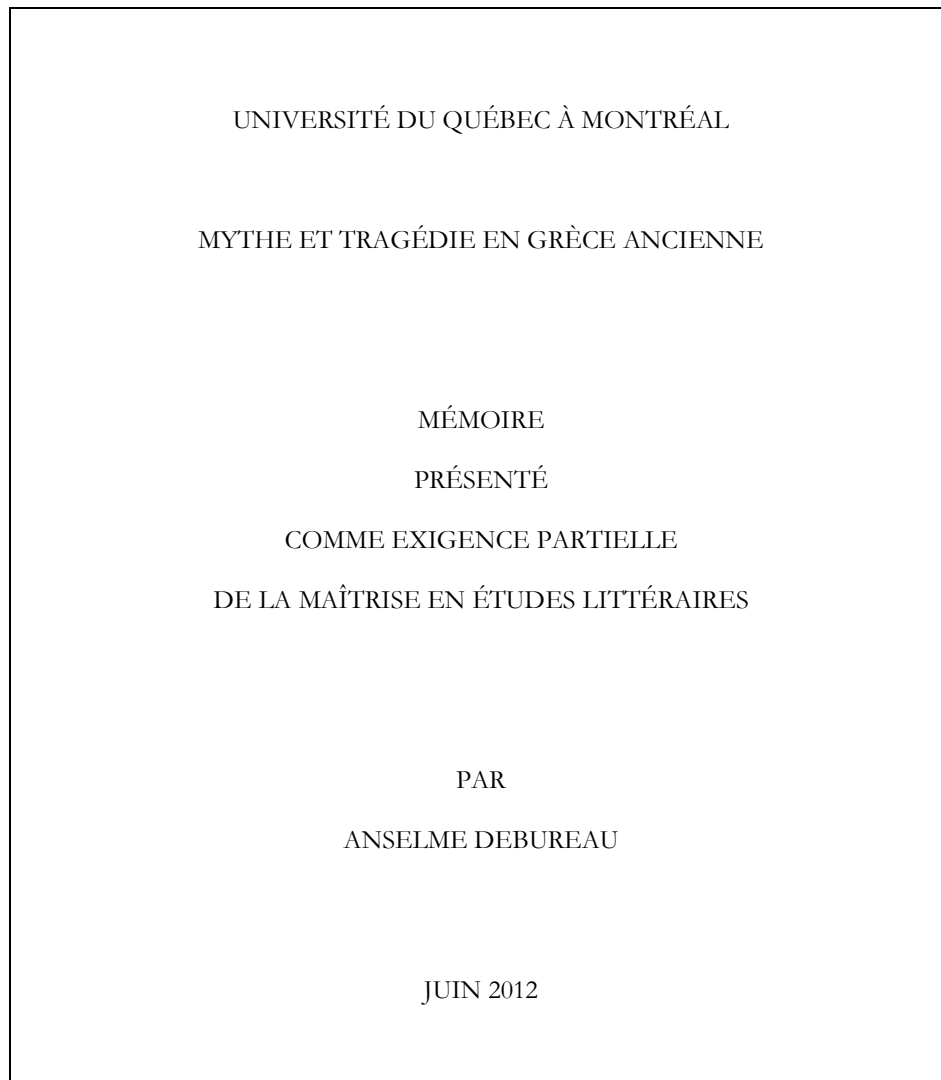 UNIVERSITÉ DU QUÉBEC À MONTRÉAL
MYTHE ET TRAGÉDIE EN GRÈCE ANCIENNE
MÉMOIRE
PRÉSENTÉ
COMME EXIGENCE PARTIELLE
DE LA MAÎTRISE EN ÉTUDES LITTÉRAIRES
PAR
ANSELME DEBUREAU
JUIN 2012